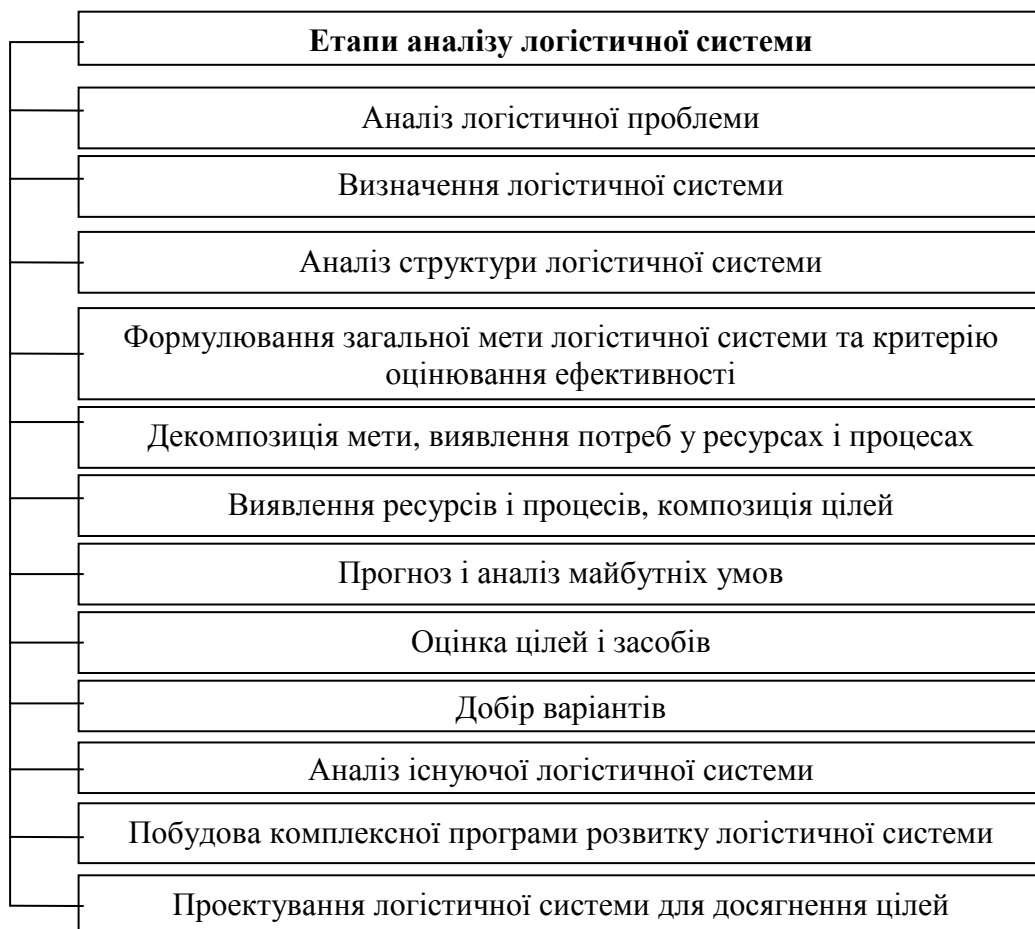 Етапи аналізу логістичної системи
Аналіз логістичної проблеми
Визначення логістичної системи
Аналіз структури логістичної системи
Формулювання загальної мети логістичної системи та критерію
оцінювання ефективності
Декомпозиція мети, виявлення потреб у ресурсах і процесах
Виявлення ресурсів і процесів, композиція цілей
Прогноз і аналіз майбутніх умов
Оцінка цілей і засобів
Добір варіантів
Аналіз існуючої логістичної системи
Побудова комплексної програми розвитку логістичної системи
Проектування логістичної системи для досягнення цілей